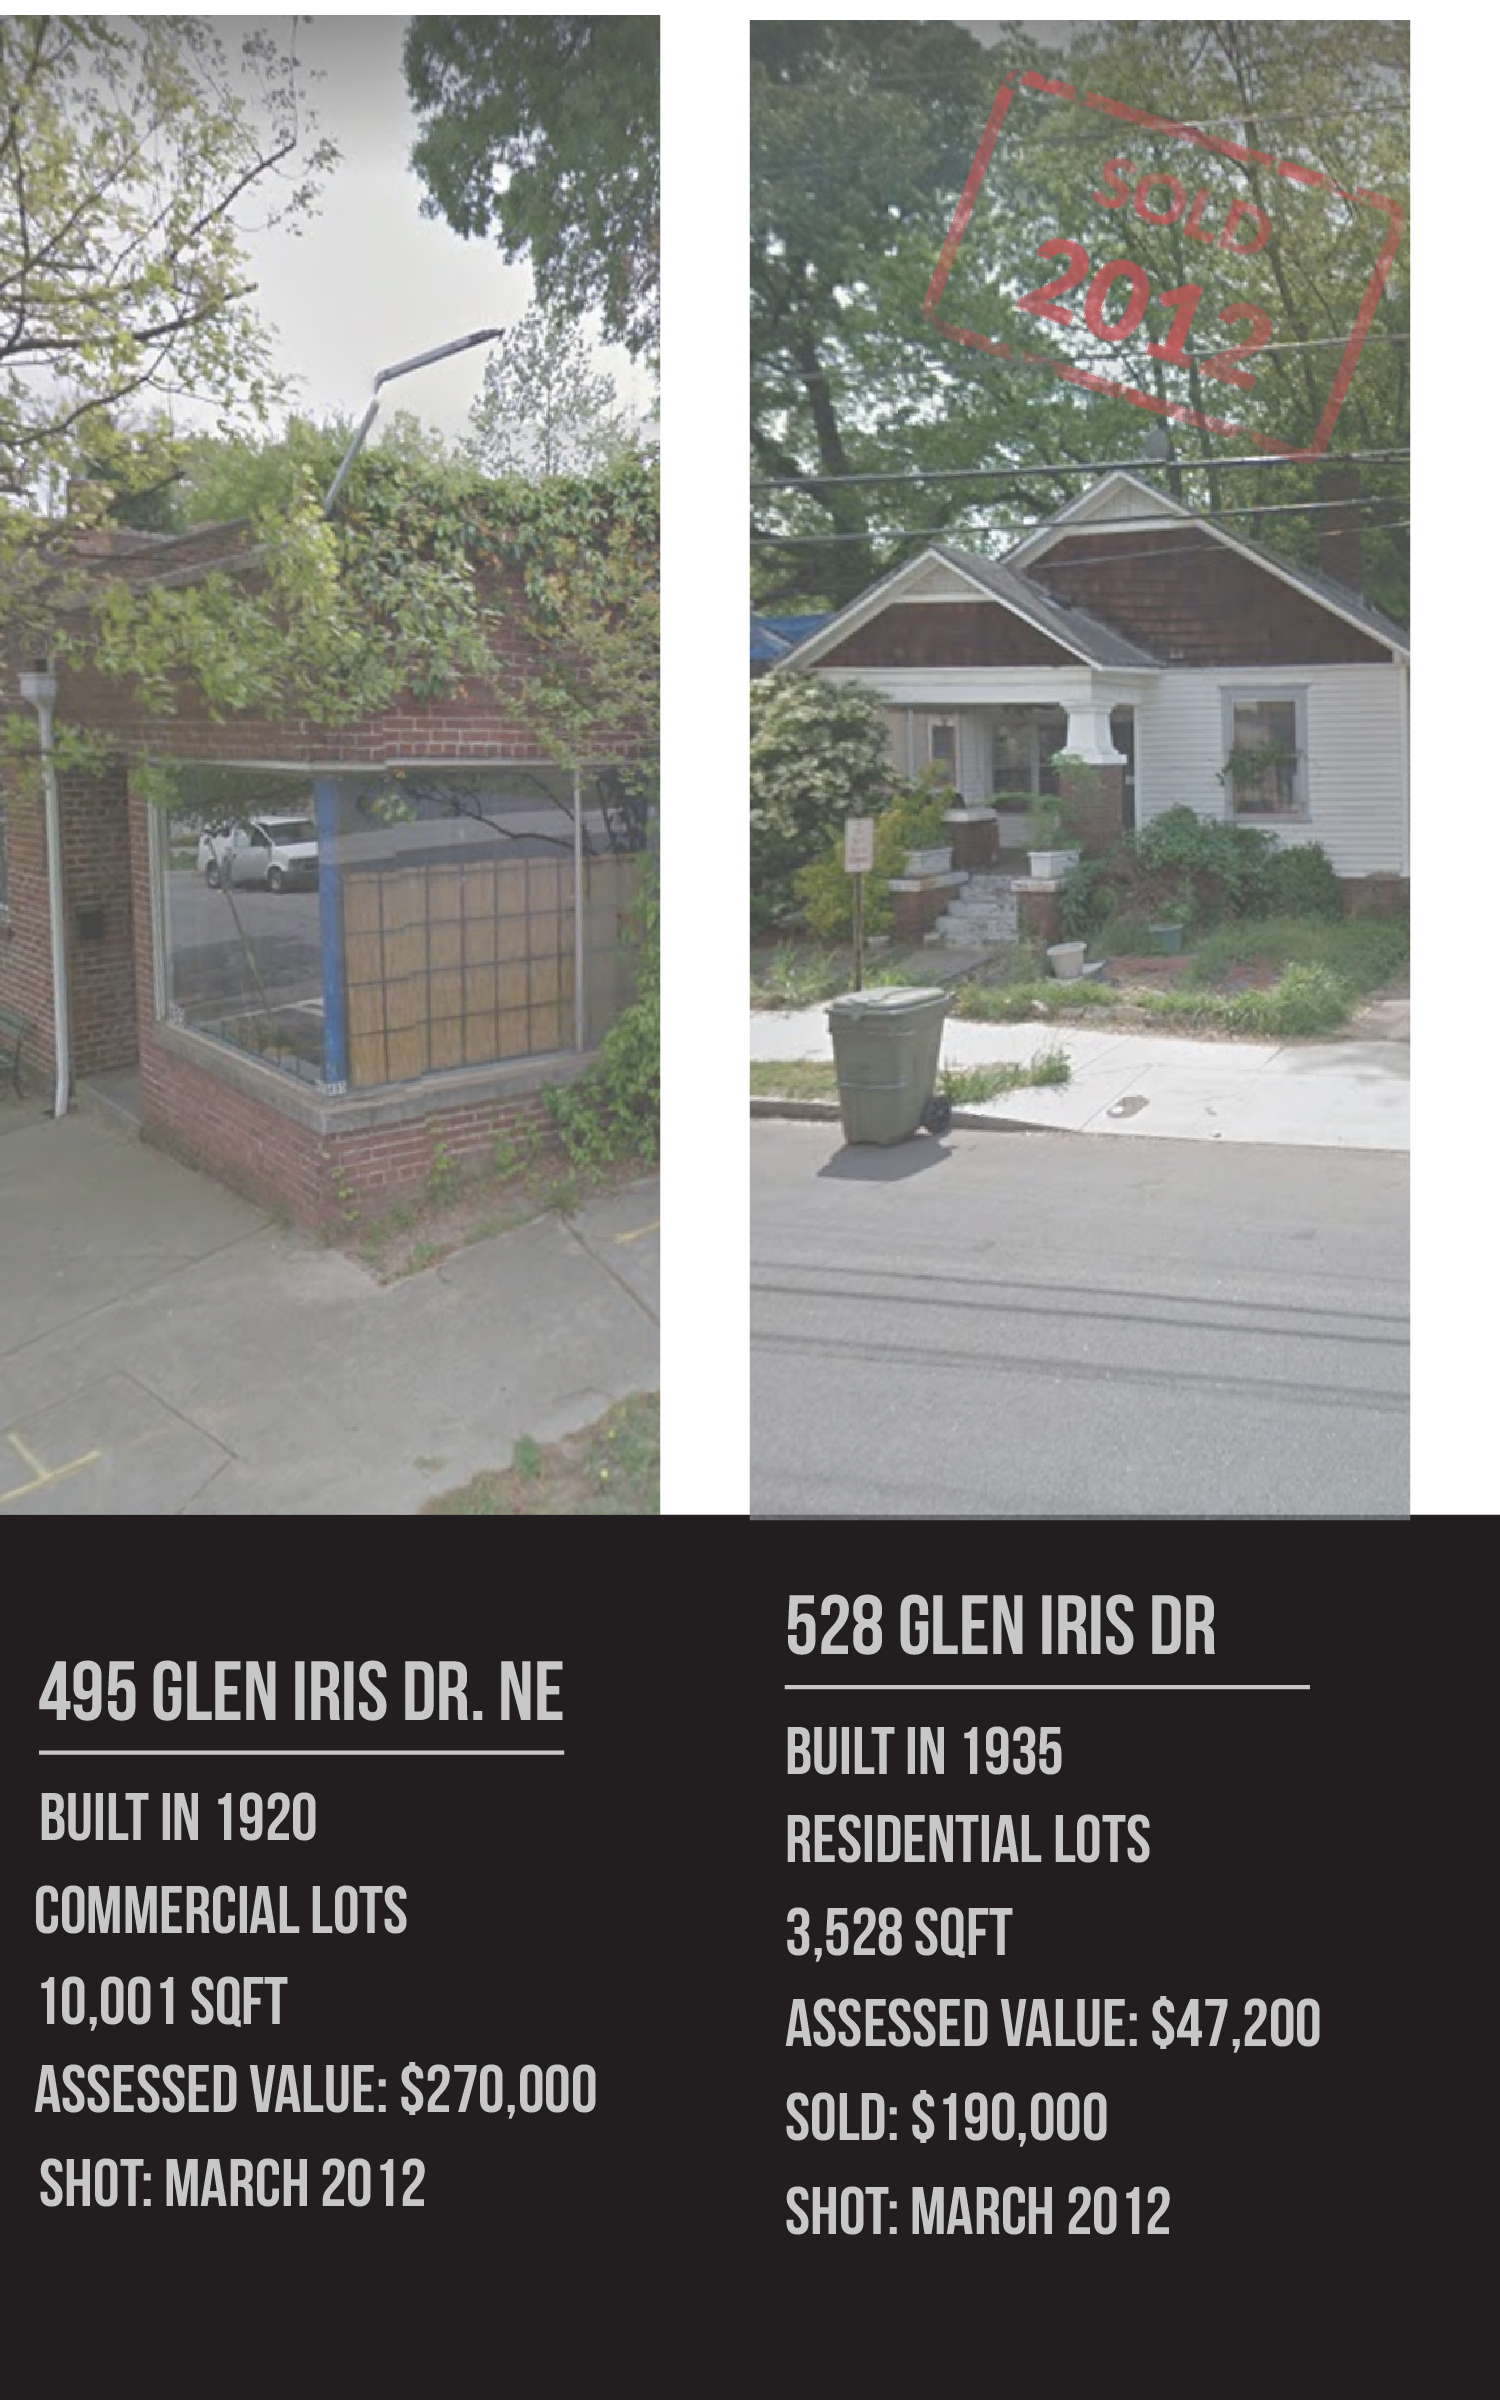 SOLD
2012
495 GLEN IRIS DR. NE
BUILT IN 1920
COMMERCIAL LOTS
10,001 SQFT
ASSESSED VALUE: $270,000
SHOT: MARCH 2012
528 GLEN IRIS DR
BUILT IN 1935
RESIDENTIAL LOTS
3,528 SQFT
ASSESSED VALUE: $47,200
SOLD: $190,000
SHOT: MARCH 2012